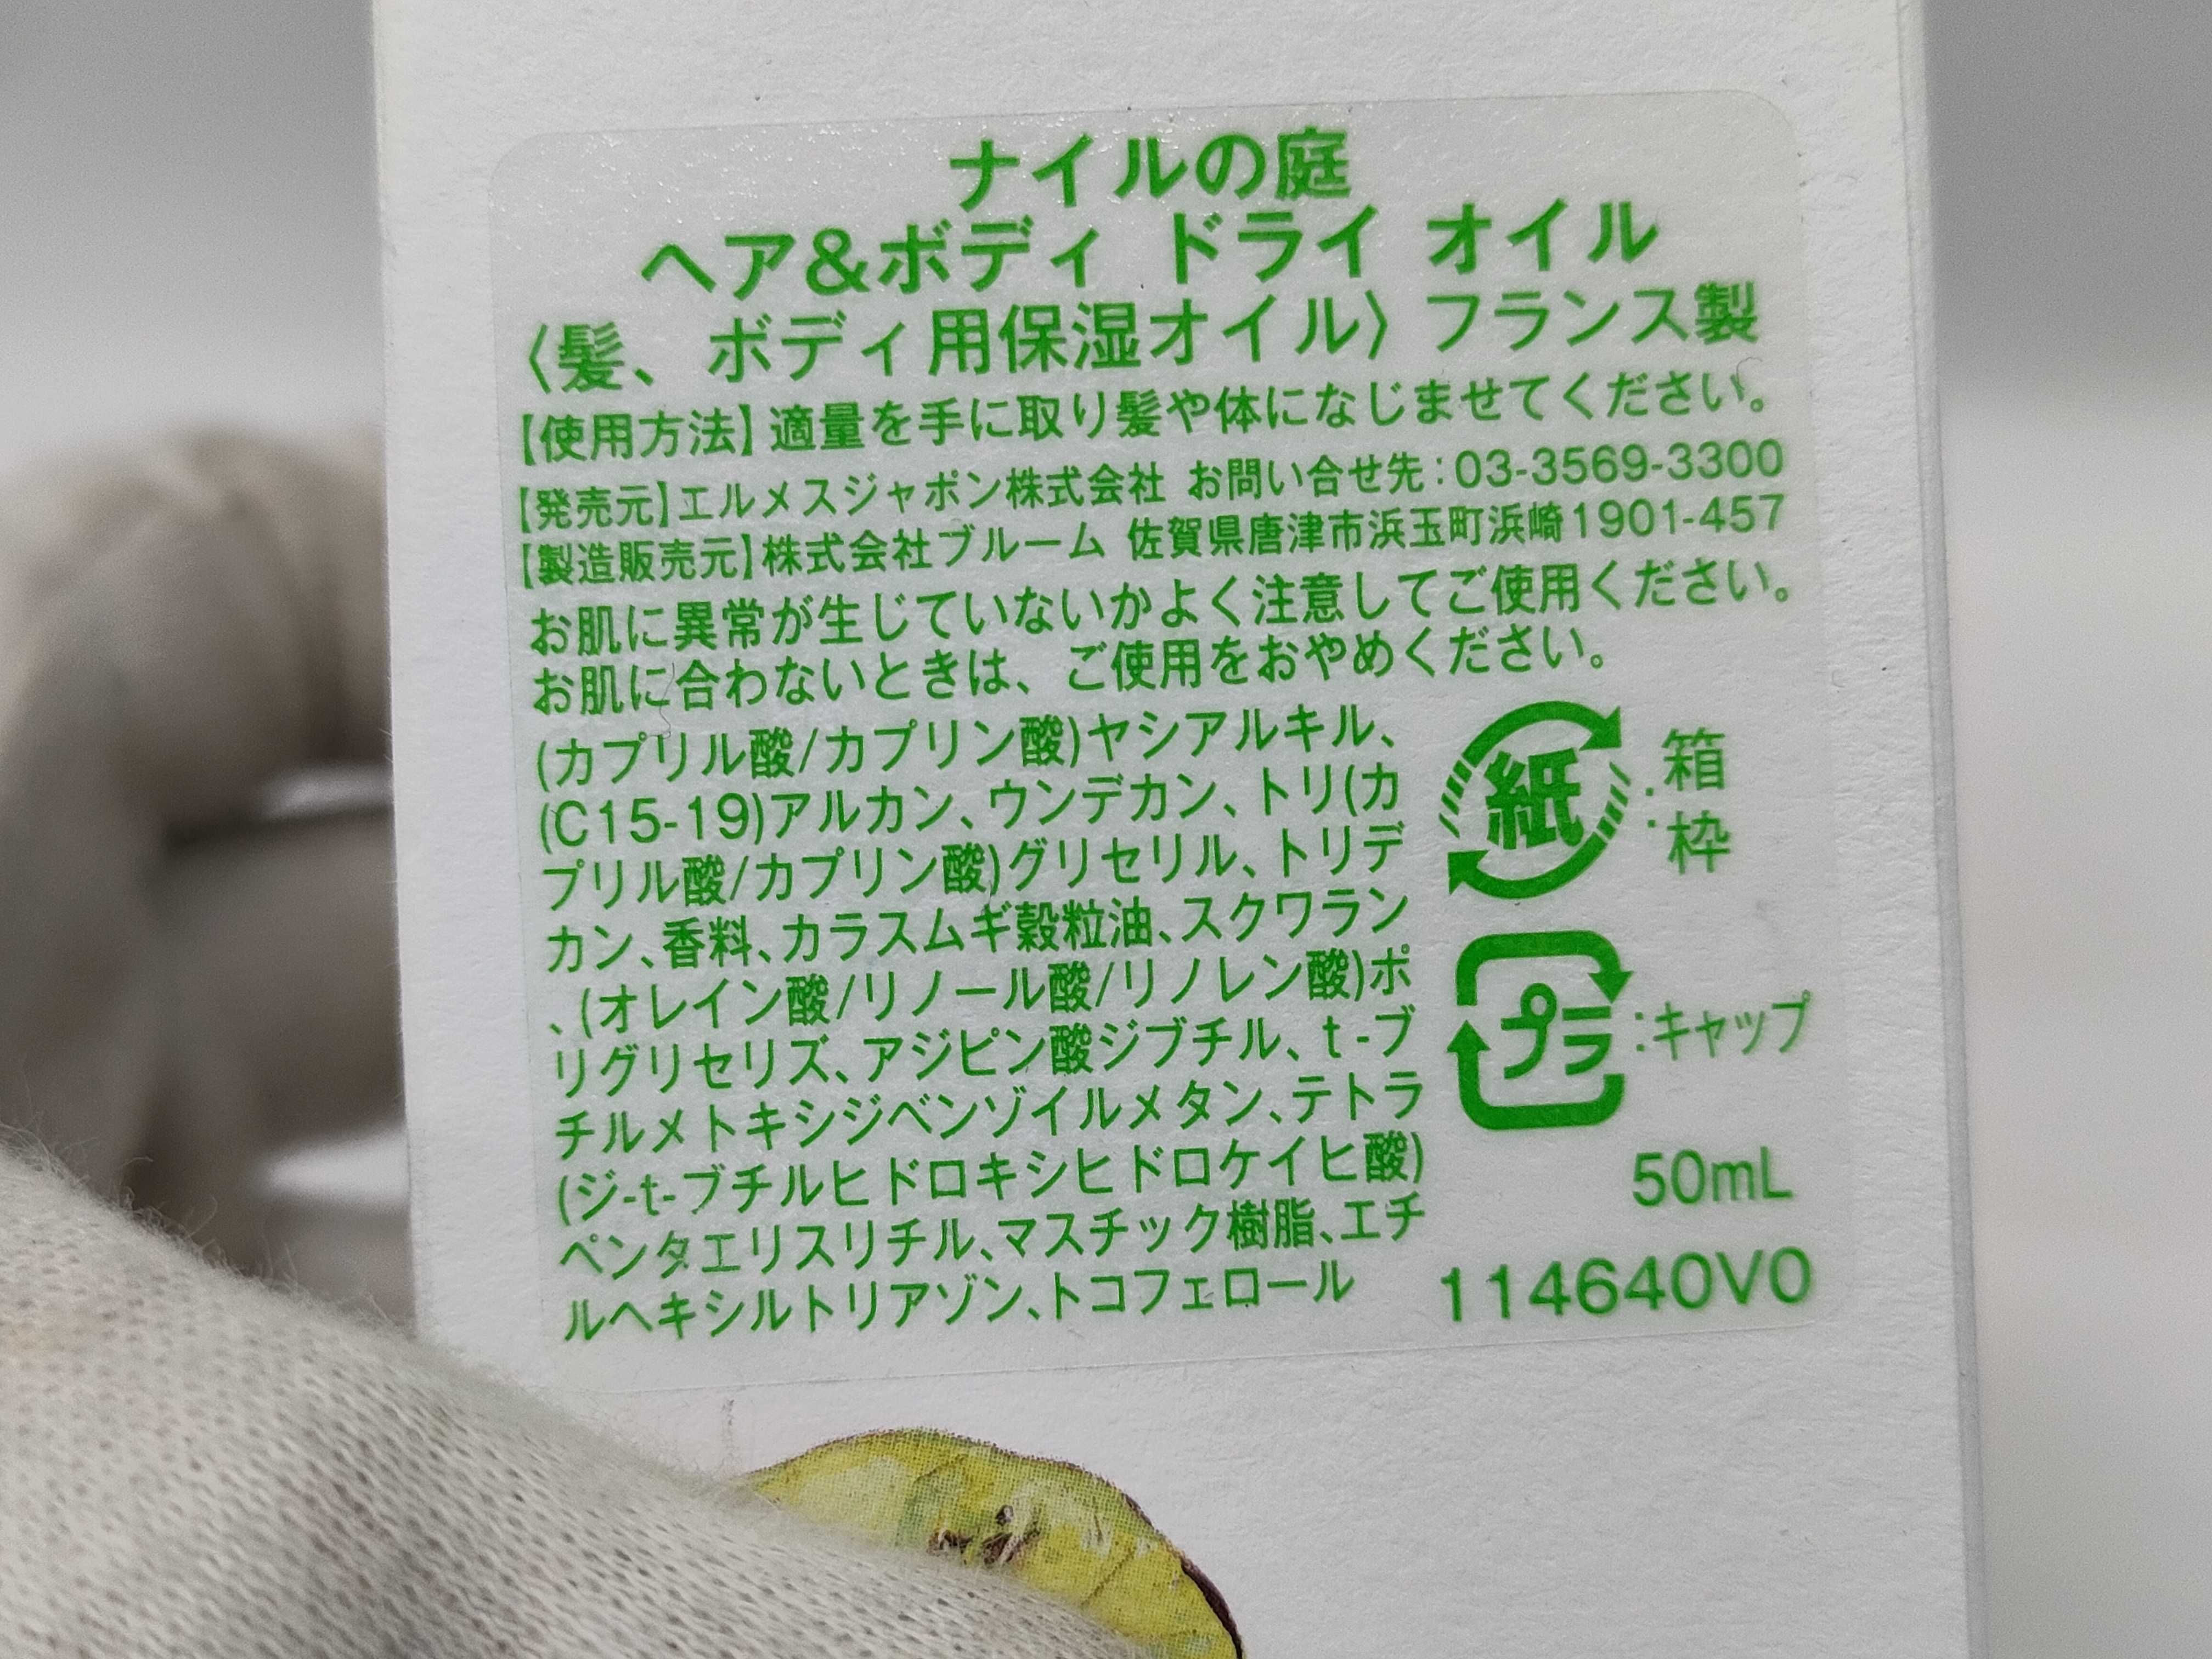 ナイルの庭
ヘア&ボディ ドライ オイル
〈髪、ボディ用保湿オイル〉フランス製
【使用方法】適量を手に取り髪や体になじませてください。
【発売元】エルメスジャポン株式会社 お問い合せ先:03-3569-3300
【製造販売元】株式会社ブルーム 佐賀県唐津市浜玉町浜崎1901-457
お肌に異常が生じていないかよく注意してご使用ください。
お肌に合わないときは、ご使用をおやめください。
(カプリル酸/カプリン酸)ヤシアルキル、
(C15-19)アルカン、ウンデカン、トリ(カ
プリル酸/カプリン酸)グリセリル、トリデ
カン、香料、カラスムギ穀粒油、スクワラン
、(オレイン酸/リノール酸/リノレン酸)ポ
リグリセリズ、アジピン酸ジブチル、t-ブ
チルメトキシジベンゾイルメタン、テトラ
(ジ-t-ブチルヒドロキシヒドロケイヒ酸)
ペンタエリスリチル、マスチック樹脂、エチ
ルヘキシルトリアゾン、トコフェロール
紙
:箱
:枠
プラ
:キャップ
50mL
114640V0